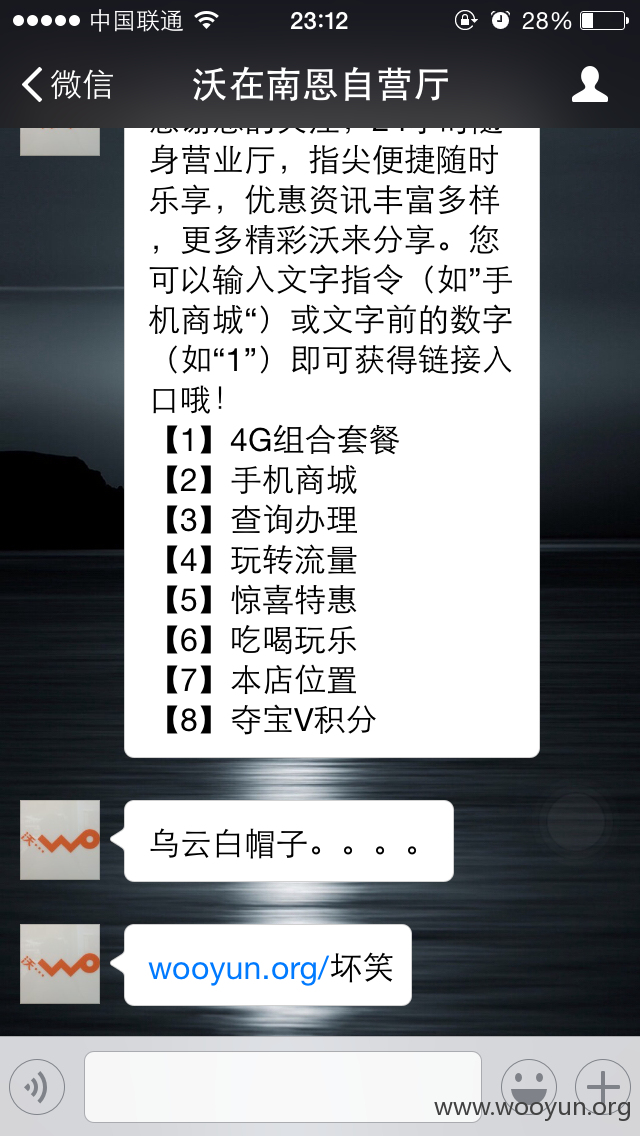 中国联通 23:12 28%
微信 沃在南恩自营厅
身营业厅，指尖便捷随时
乐享，优惠资讯丰富多样
，更多精彩沃来分享。您
可以输入文字指令（如”手
机商城“）或文字前的数字
（如“1”）即可获得链接入
口哦！
【1】4G组合套餐
【2】手机商城
【3】查询办理
【4】玩转流量
【5】惊喜特惠
【6】吃喝玩乐
【7】本店位置
【8】夺宝V积分
沃... WO
乌云白帽子。。。。
沃... WO
wooyun.org/坏笑
www.wooyun.org